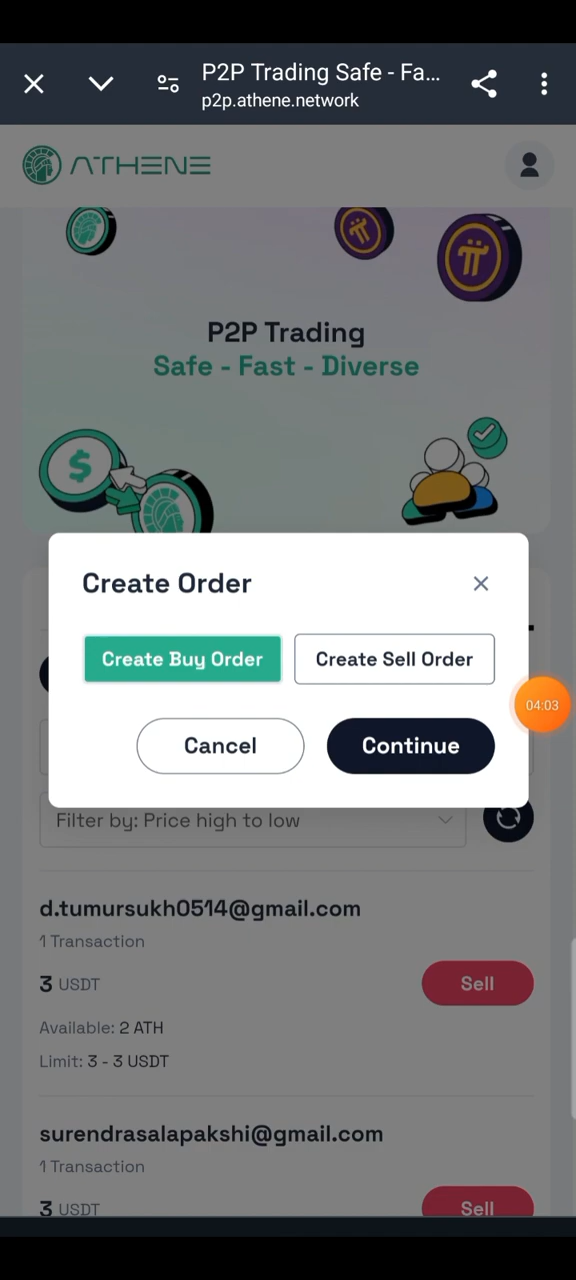 P2P Trading Safe - Fa...
p2p.athene.network
ATHENE
P2P Trading
Safe - Fast - Diverse
Create Order
Create Buy Order
Create Sell Order
04:03
Cancel
Continue
Filter by: Price high to low
d.tumursukh0514@gmail.com
1 Transaction
3 USDT
Sell
Available: 2 ATH
Limit: 3 - 3 USDT
surendrasalapakshi@gmail.com
1 Transaction
3 USDT
Sell